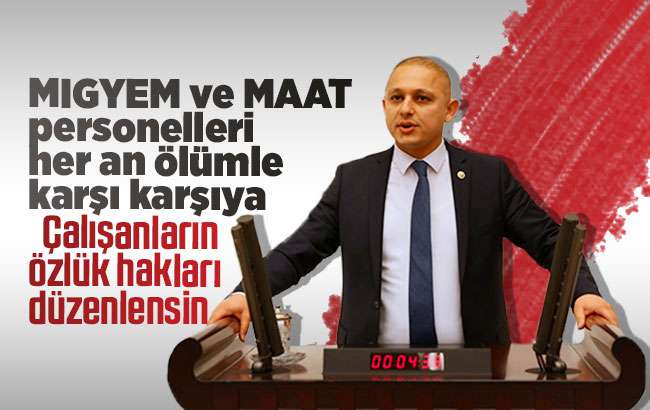 MIGYEM ve MAAT
personelleri
her an ölümle
karşı karşıya
Çalışanların
özlük hakları
düzenlensin